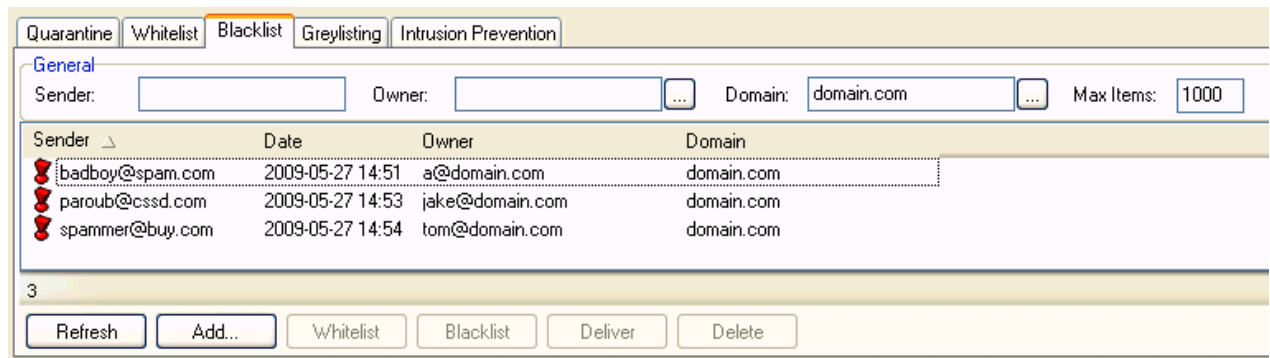 Quarantine Whitelist Blacklist Greylisting Intrusion Prevention
General
Sender: Owner: ... Domain: domain.com ... Max Items: 1000
Sender Date Owner Domain
badboy@spam.com 2009-05-27 14:51 a@domain.com domain.com
paroub@cssd.com 2009-05-27 14:53 jake@domain.com domain.com
spammer@buy.com 2009-05-27 14:54 tom@domain.com domain.com
3
Refresh Add... Whitelist Blacklist Deliver Delete